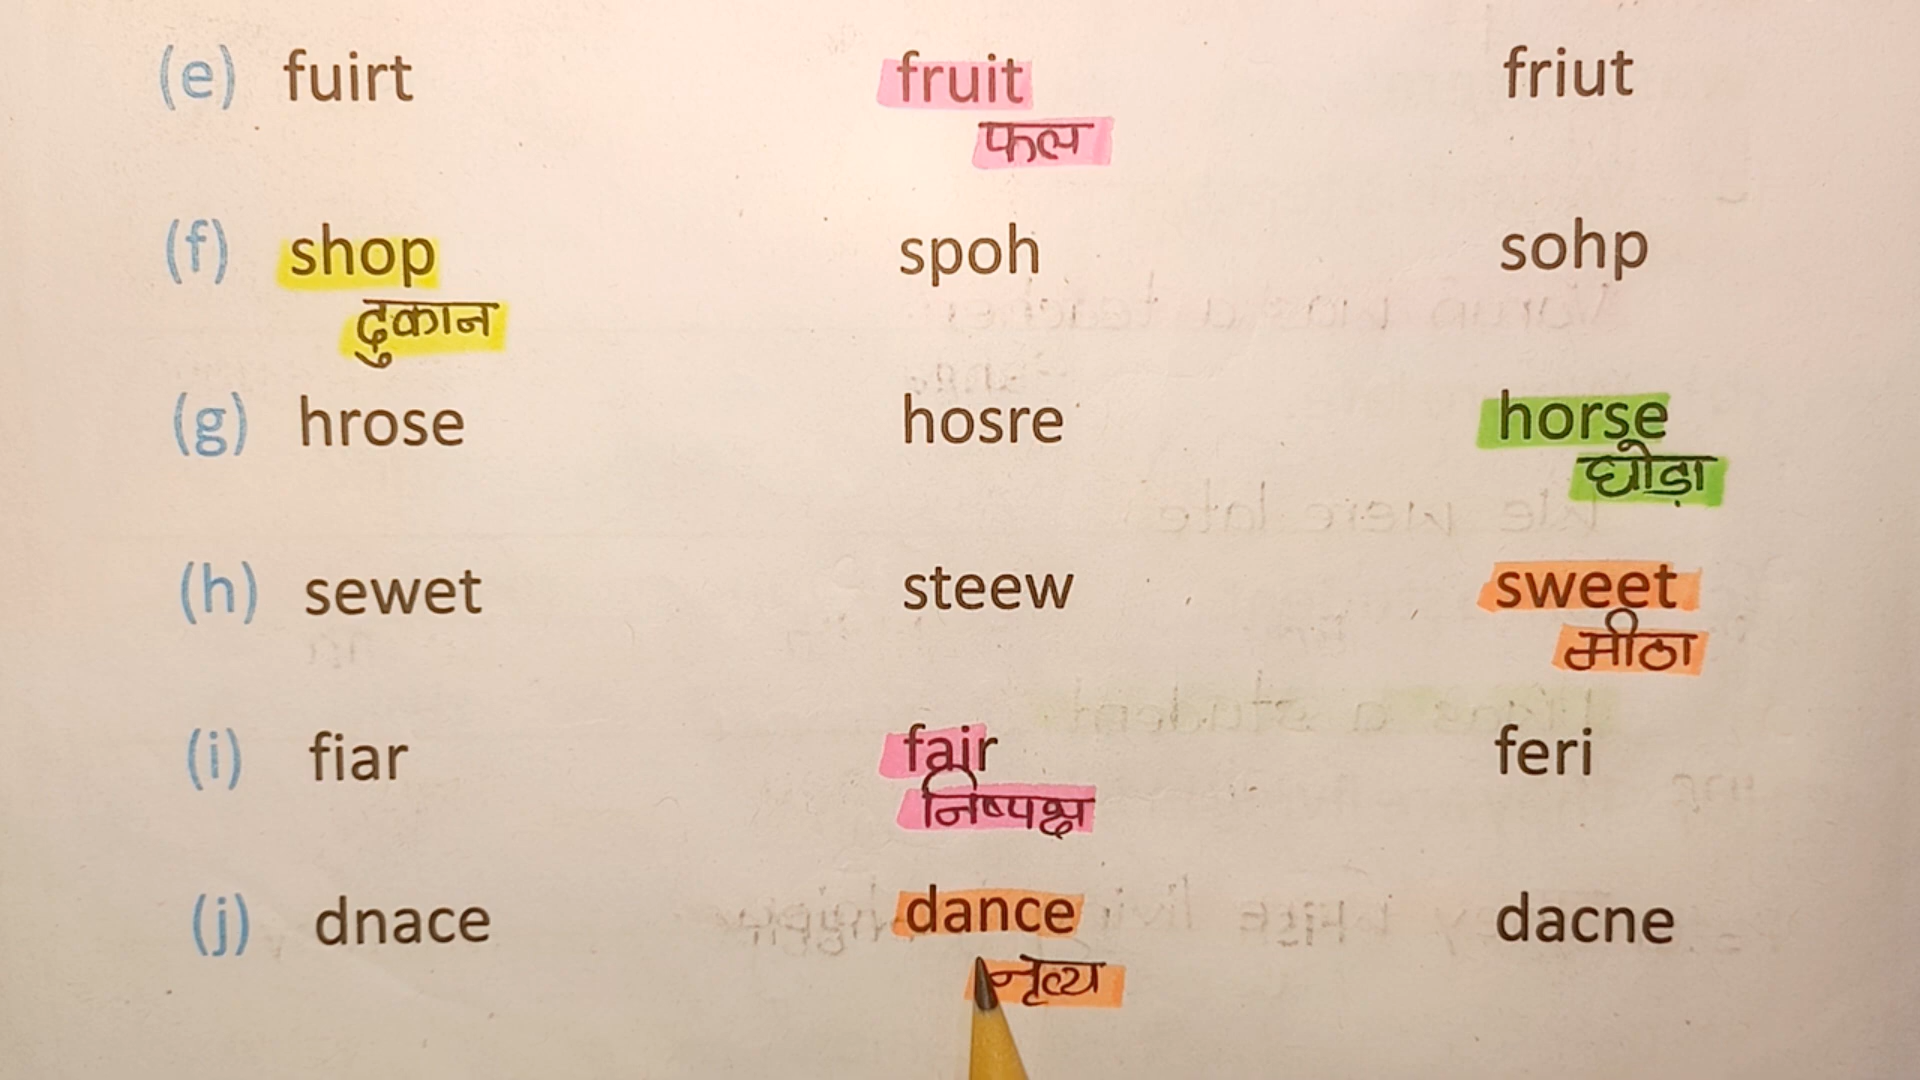 (e) fuirt fruit friut
फल
(f) shop spoh sohp
दुकान
(g) hrose hosre horse
घोड़ा
(h) sewet steew sweet
मीठा
(i) fiar fair feri
निष्पक्ष
(j) dnace dance dacne
नृत्य